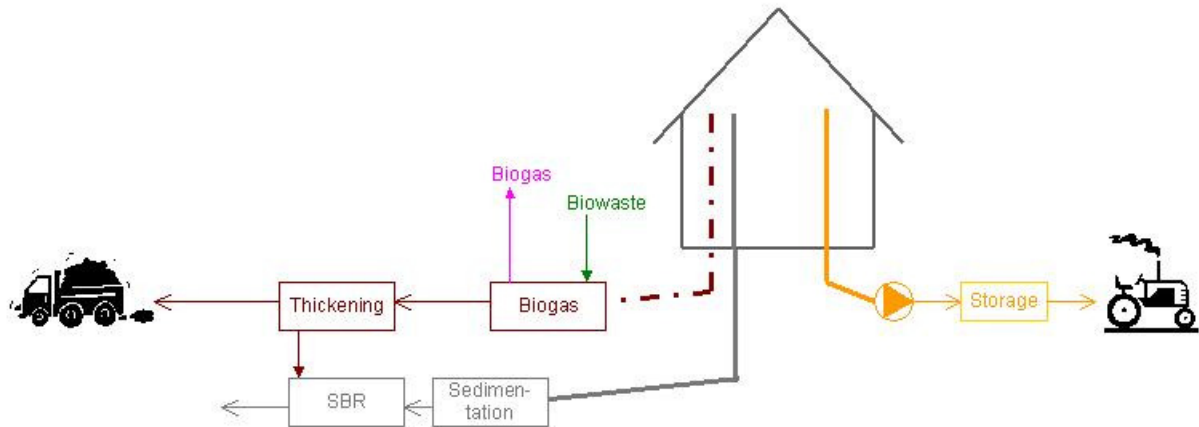 Biogas
Biowaste
Thickening
Biogas
Storage
SBR
Sedimen-
tation